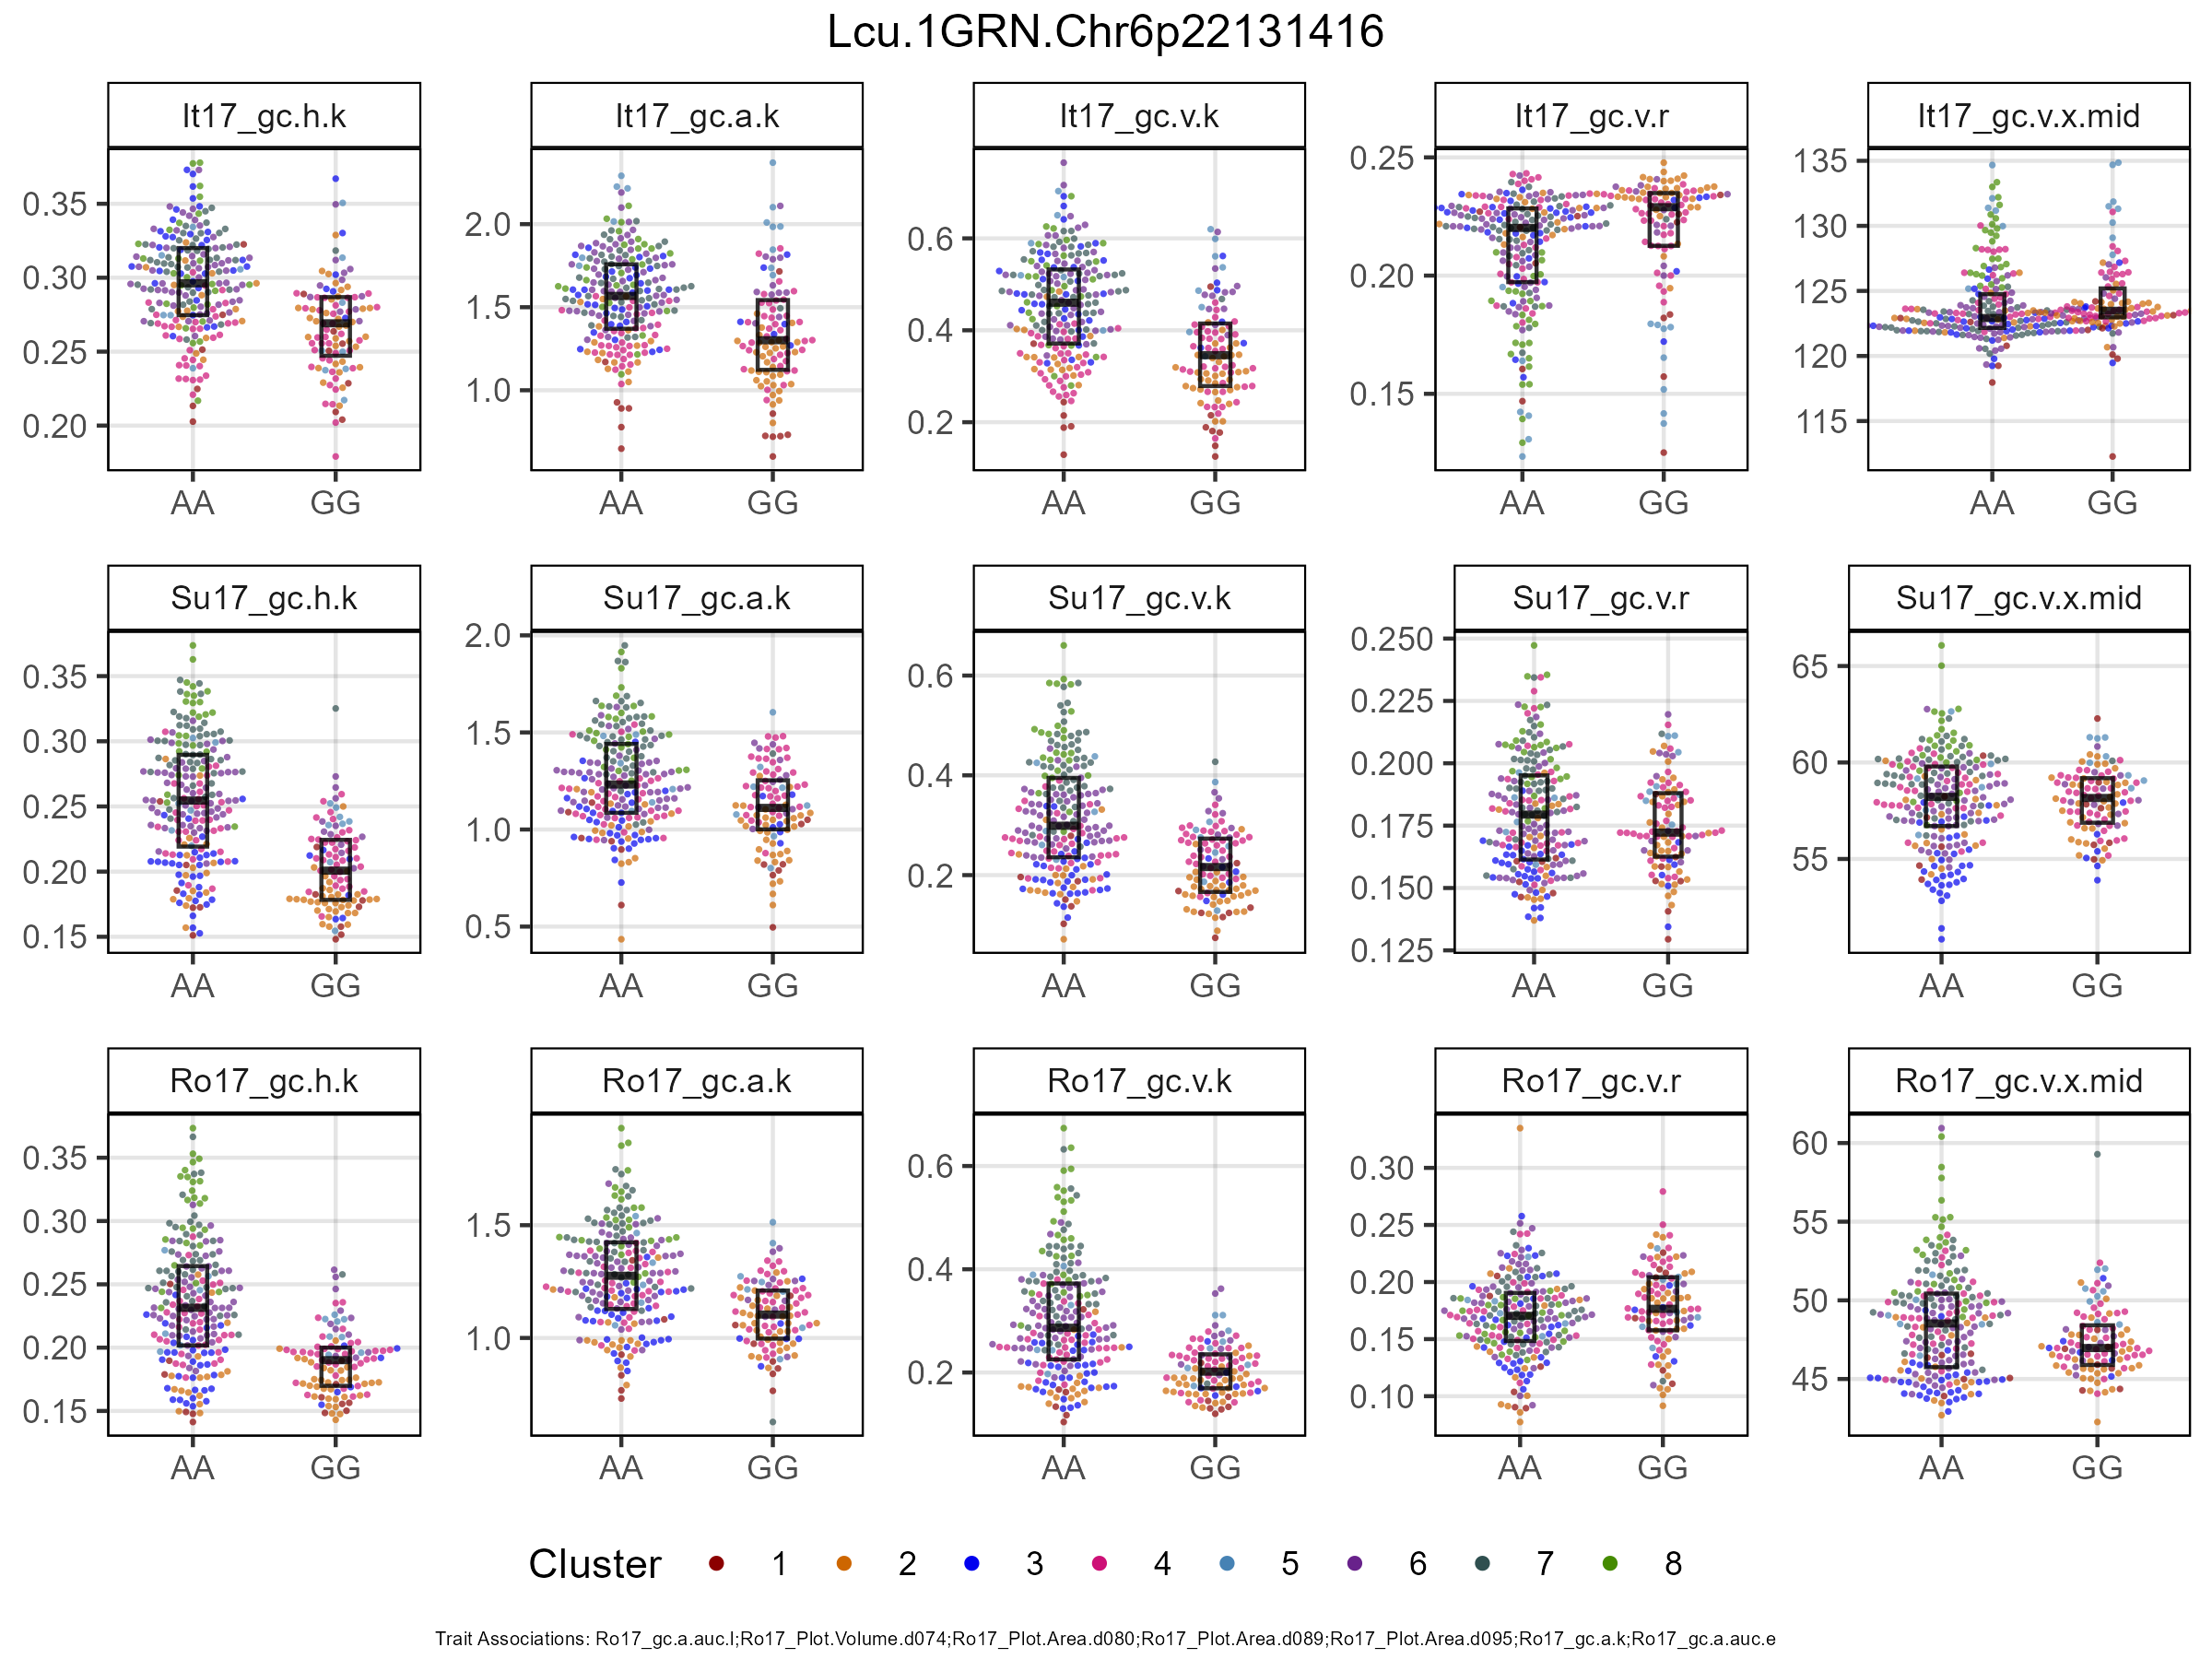 Lcu.1GRN.Chr6p22131416
It17_gc.h.k It17_gc.a.k It17_gc.v.k It17_gc.v.r It17_gc.v.x.mid
0.35 0.30 0.25 0.20
2.0 1.5 1.0
0.6 0.4 0.2
0.25 0.20 0.15
135 130 125 120 115
AA GG AA GG AA GG AA GG AA GG
Su17_gc.h.k Su17_gc.a.k Su17_gc.v.k Su17_gc.v.r Su17_gc.v.x.mid
0.35 0.30 0.25 0.20 0.15
2.0 1.5 1.0 0.5
0.6 0.4 0.2
0.250 0.225 0.200 0.175 0.150 0.125
65 60 55
AA GG AA GG AA GG AA GG AA GG
Ro17_gc.h.k Ro17_gc.a.k Ro17_gc.v.k Ro17_gc.v.r Ro17_gc.v.x.mid
0.35 0.30 0.25 0.20 0.15
1.5 1.0
0.6 0.4 0.2
0.30 0.25 0.20 0.15 0.10
60 55 50 45
AA GG AA GG AA GG AA GG AA GG
Cluster 1 2 3 4 5 6 7 8
Trait Associations: Ro17_gc.a.auc.l;Ro17_Plot.Volume.d074;Ro17_Plot.Area.d080;Ro17_Plot.Area.d089;Ro17_Plot.Area.d095;Ro17_gc.a.k;Ro17_gc.a.auc.e